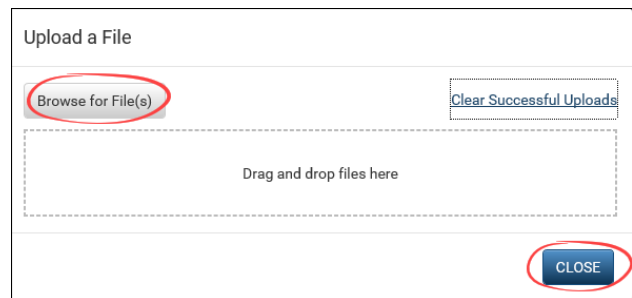 Upload a File
Browse for File(s)
Clear Successful Uploads
Drag and drop files here
CLOSE